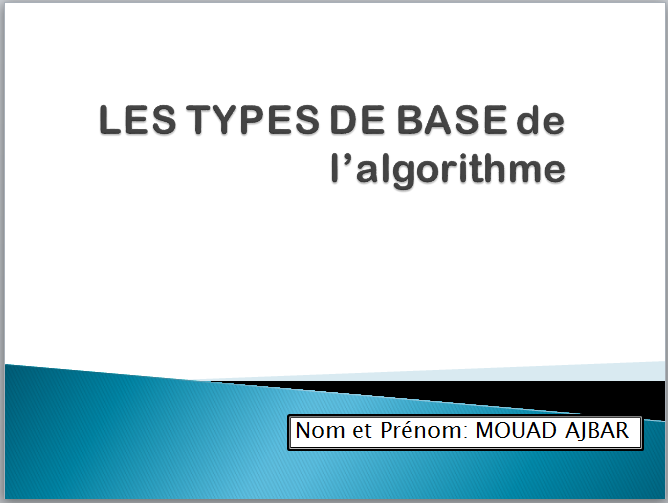 LES TYPES DE BASE de
l’algorithme
Nom et Prénom: MOUAD AJBAR